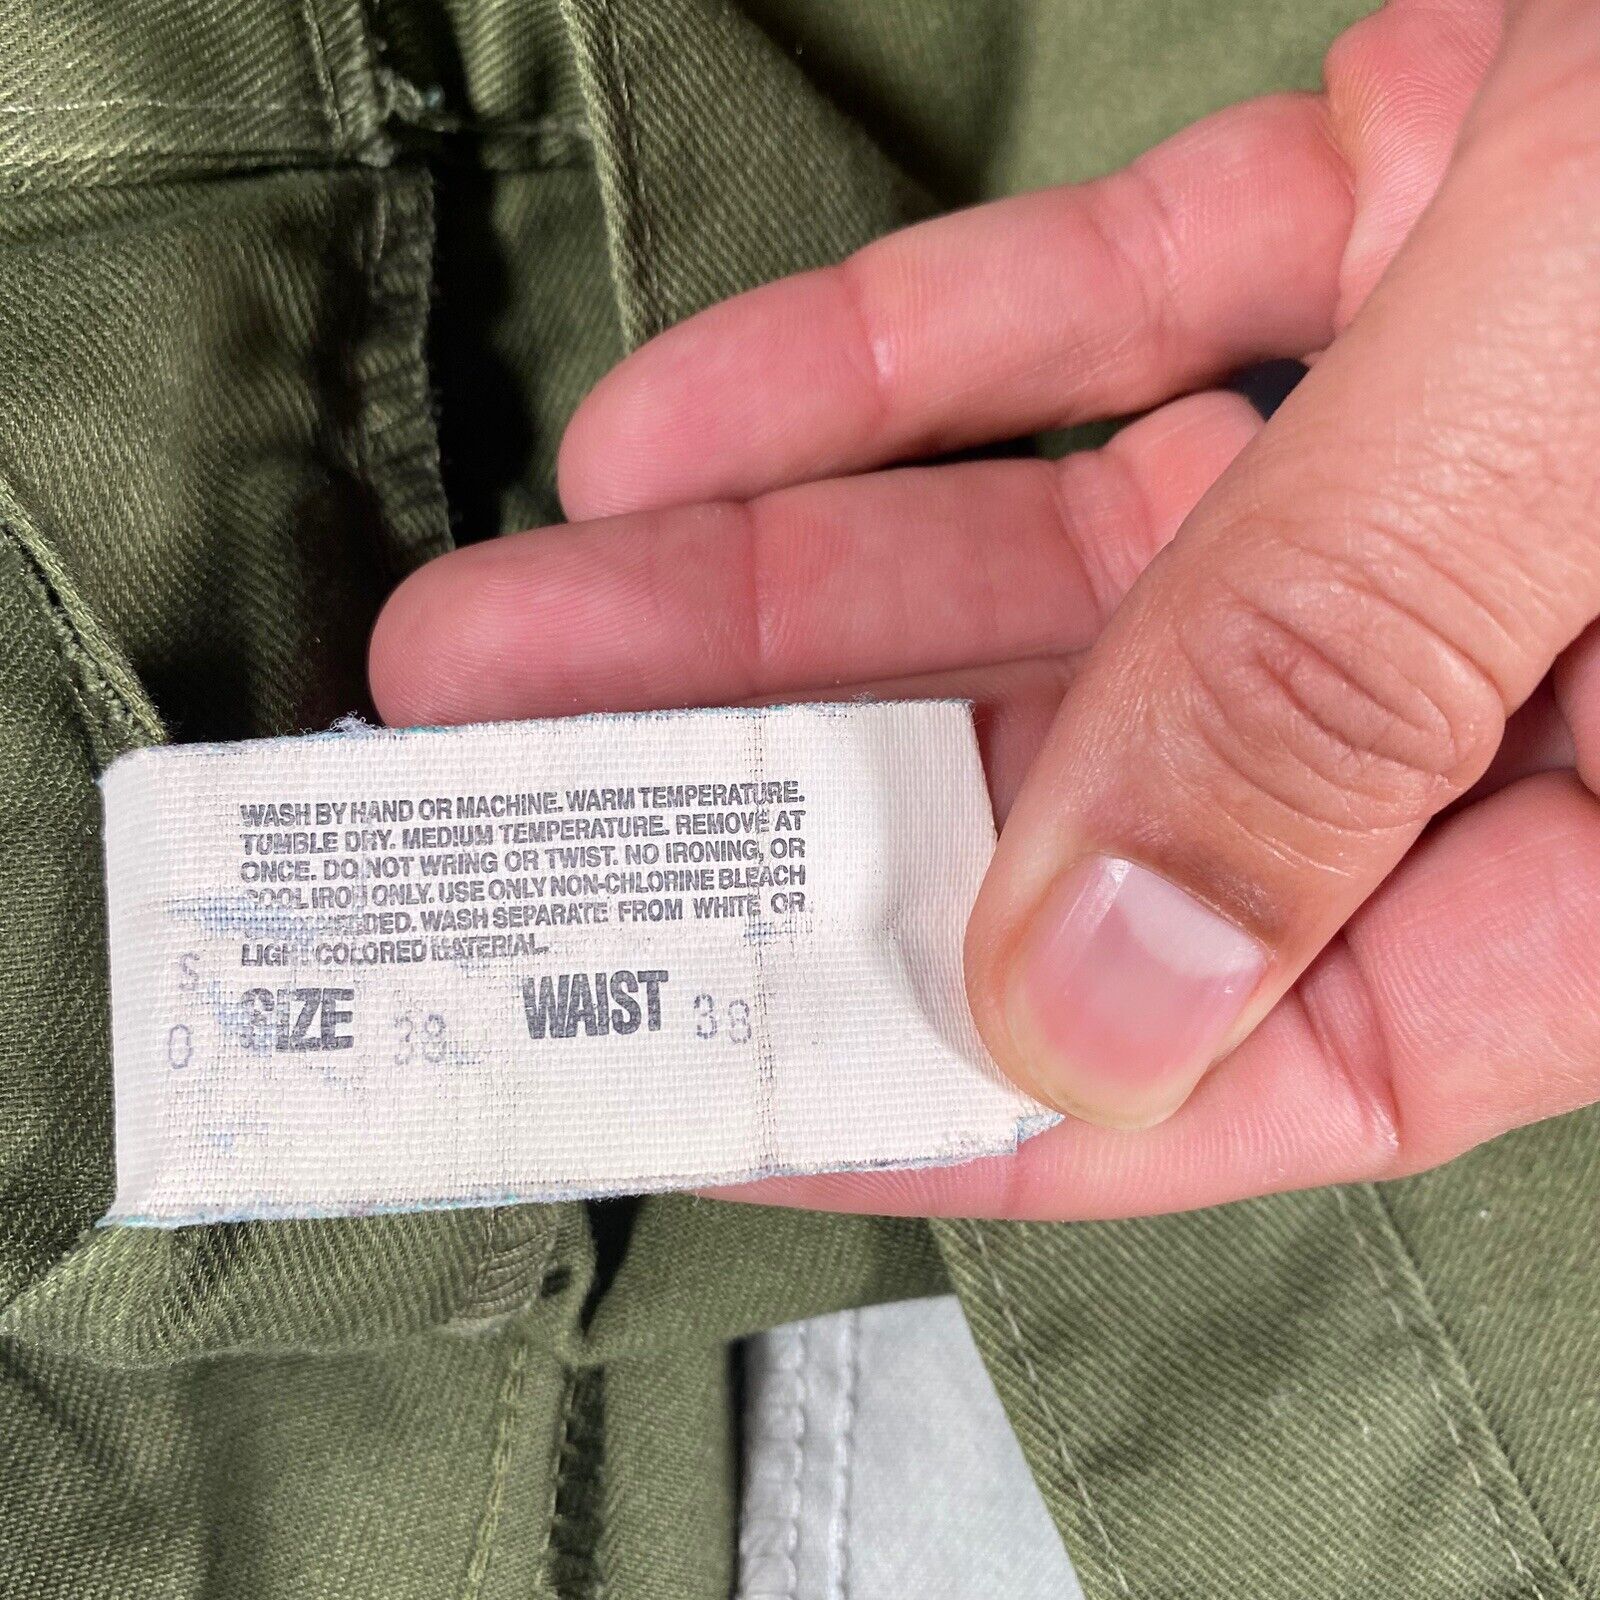 WASH BY HAND OR MACHINE. WARM TEMPERATURE.
TUMBLE DRY. MEDIUM TEMPERATURE. REMOVE AT
ONCE. DO NOT WRING OR TWIST. NO IRONING, OR
COOL IRON ONLY. USE ONLY NON-CHLORINE BLEACH
WASH SEPARATE FROM WHITE OR
LIGHT COLORED MATERIAL.
S
O SIZE 38 WAIST 38